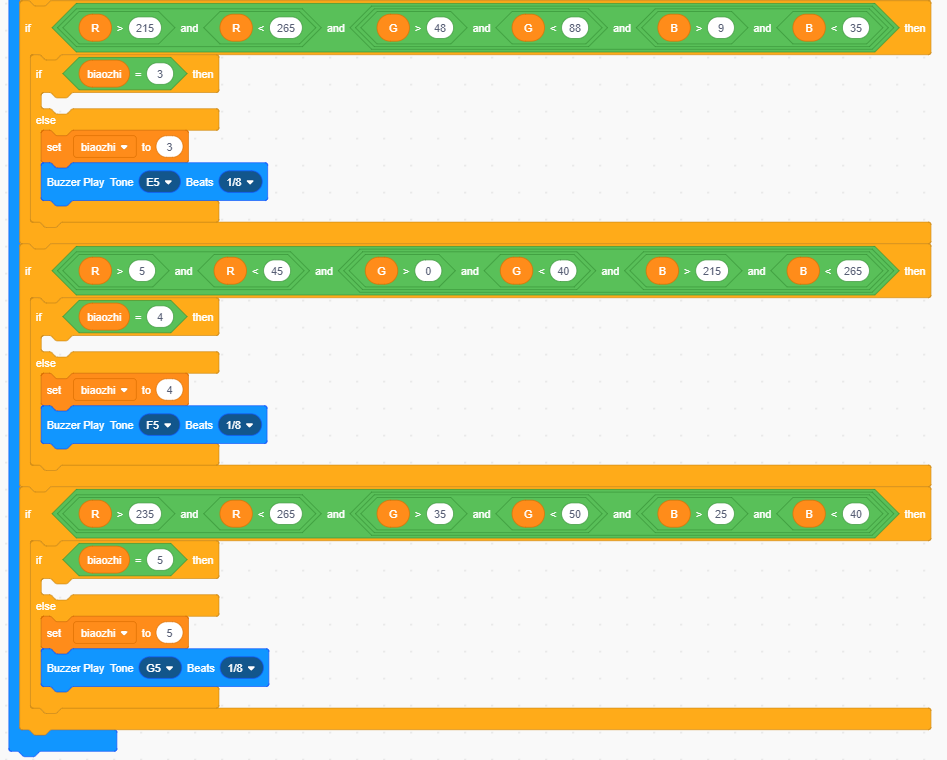 if R > 215 and R < 265 and G > 48 and G < 88 and B > 9 and B < 35 then
if biaozhi = 3 then
else
set biaozhi to 3
Buzzer Play Tone E5 Beats 1/8
if R > 5 and R < 45 and G > 0 and G < 40 and B > 215 and B < 265 then
if biaozhi = 4 then
else
set biaozhi to 4
Buzzer Play Tone F5 Beats 1/8
if R > 235 and R < 265 and G > 35 and G < 50 and B > 25 and B < 40 then
if biaozhi = 5 then
else
set biaozhi to 5
Buzzer Play Tone G5 Beats 1/8